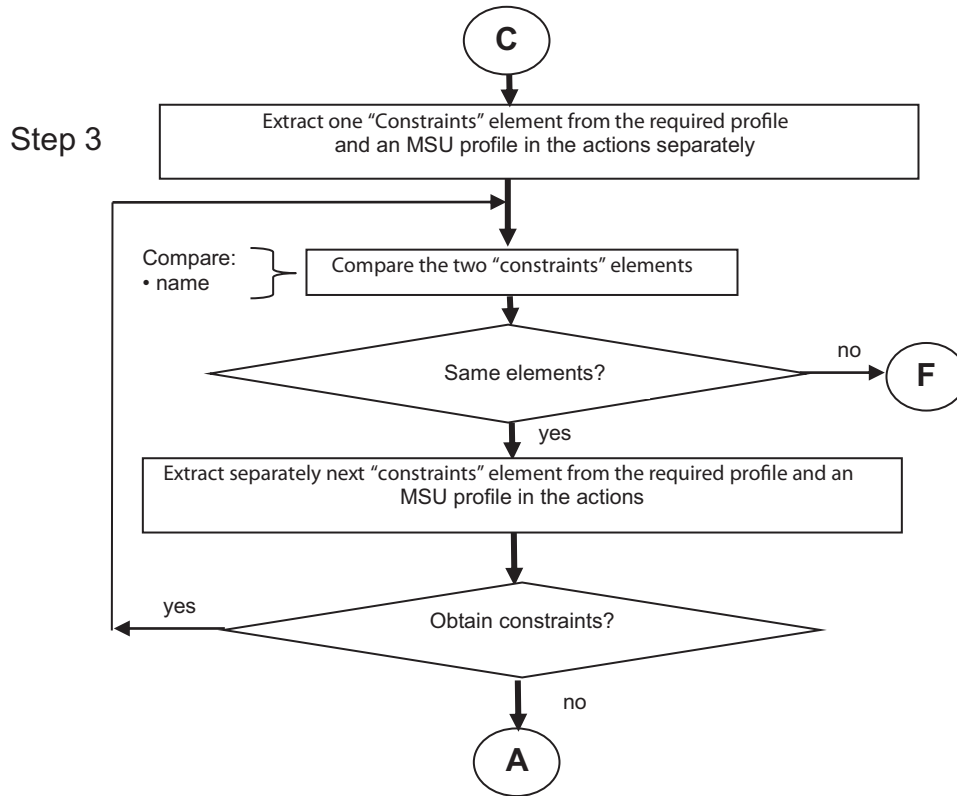 C
Step 3
Extract one “Constraints” element from the required profile
and an MSU profile in the actions separately
Compare:
• name
Compare the two “constraints” elements
Same elements?
no
F
yes
Extract separately next “constraints” element from the required profile and an
MSU profile in the actions
yes
Obtain constraints?
no
A